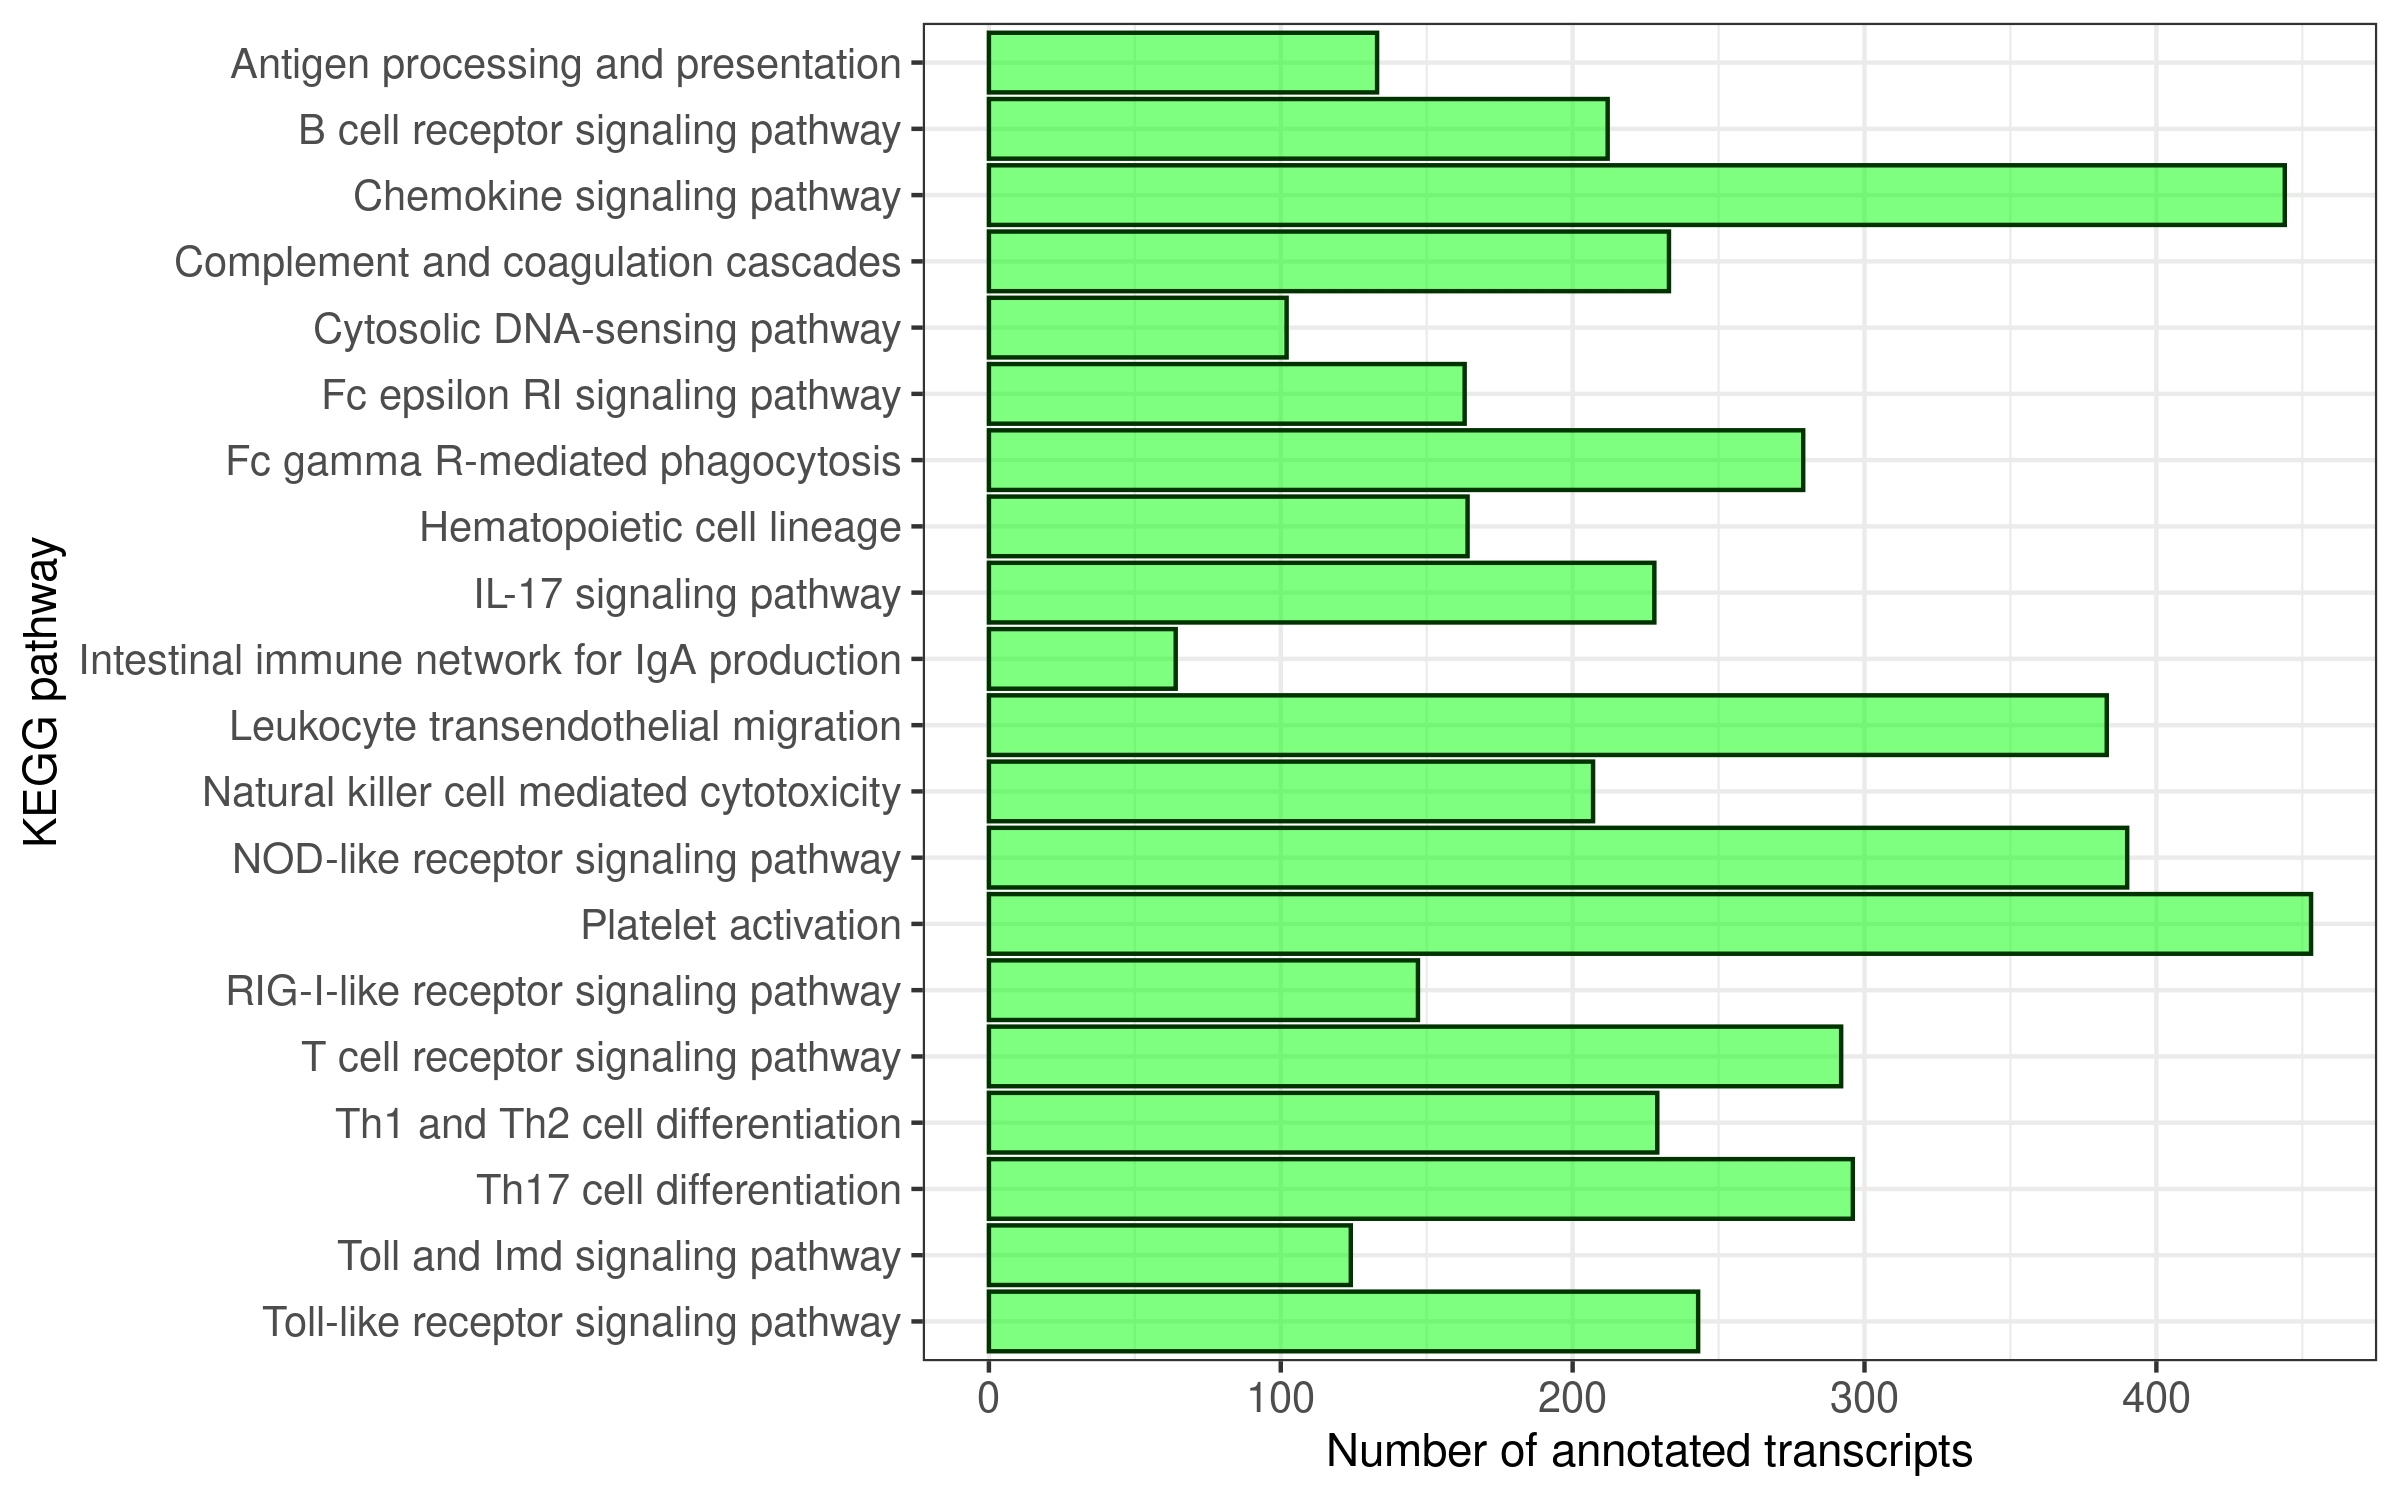 KEGG pathway
Antigen processing and presentation
B cell receptor signaling pathway
Chemokine signaling pathway
Complement and coagulation cascades
Cytosolic DNA-sensing pathway
Fc epsilon RI signaling pathway
Fc gamma R-mediated phagocytosis
Hematopoietic cell lineage
IL-17 signaling pathway
Intestinal immune network for IgA production
Leukocyte transendothelial migration
Natural killer cell mediated cytotoxicity
NOD-like receptor signaling pathway
Platelet activation
RIG-I-like receptor signaling pathway
T cell receptor signaling pathway
Th1 and Th2 cell differentiation
Th17 cell differentiation
Toll and Imd signaling pathway
Toll-like receptor signaling pathway
0 100 200 300 400
Number of annotated transcripts